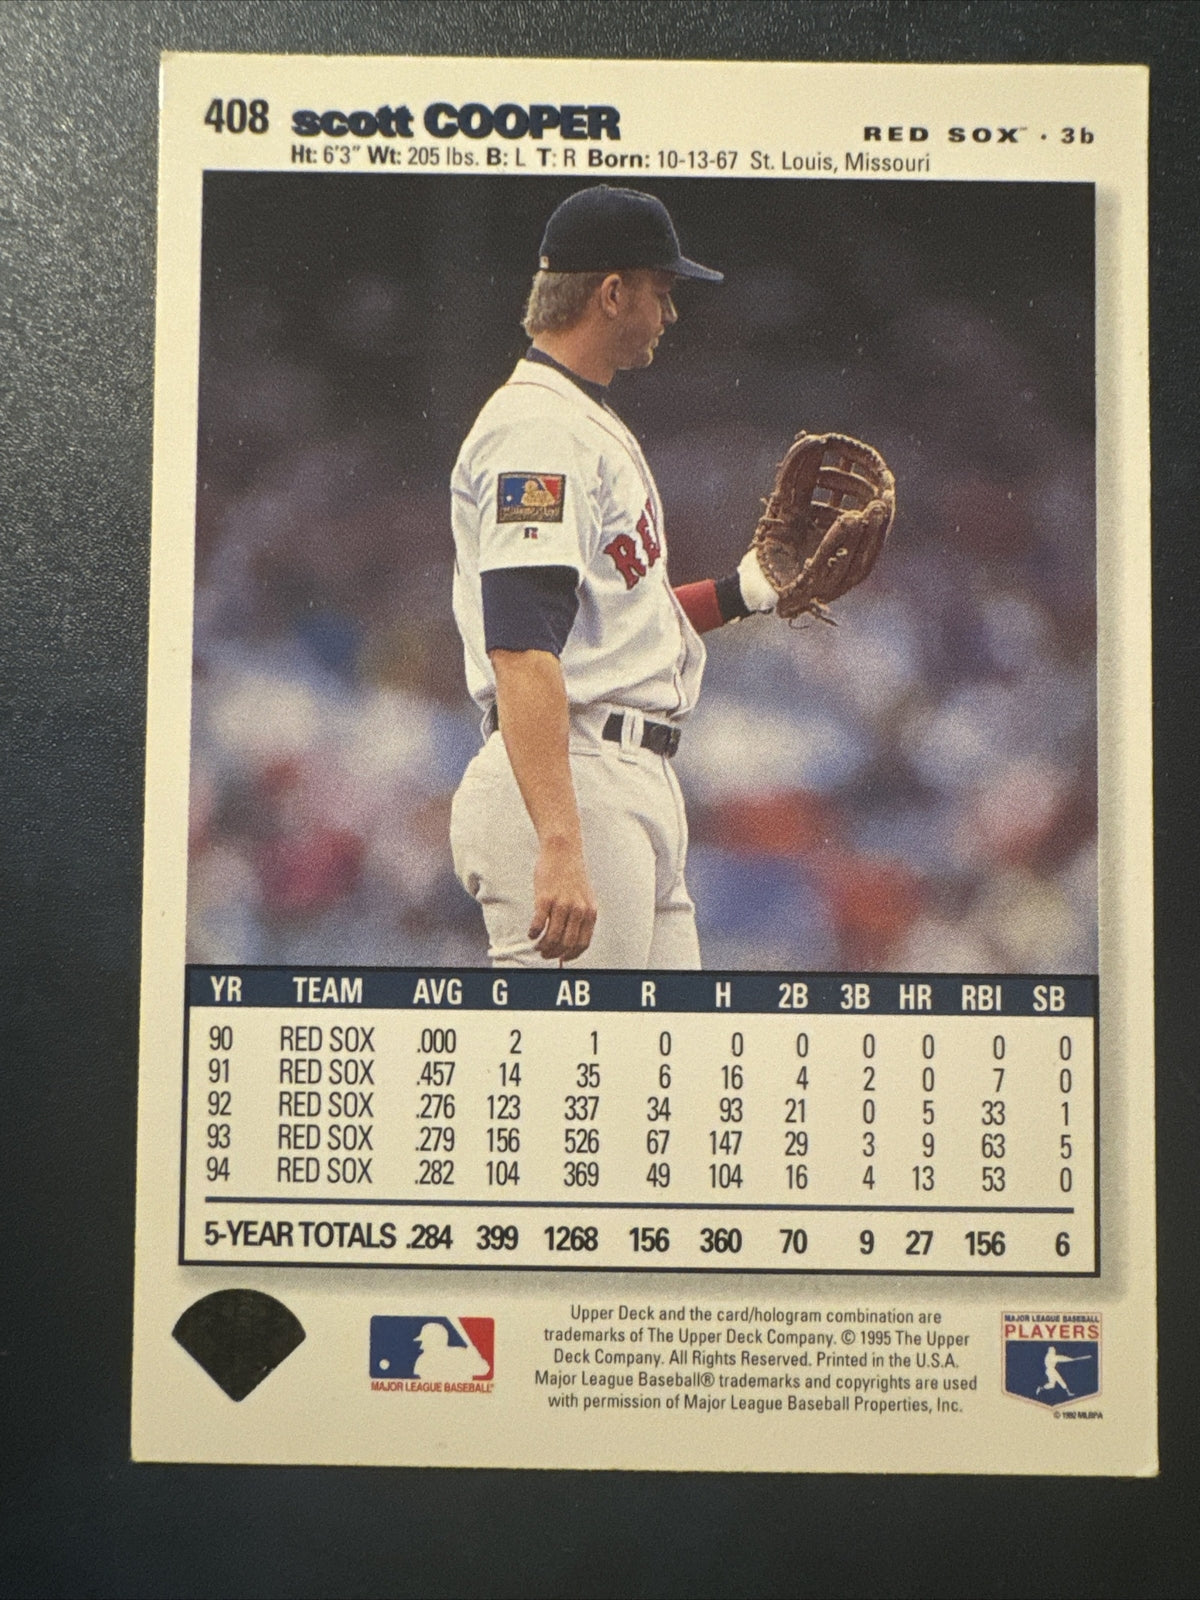 408 scott COOPER RED SOX™ · 3b
Ht: 6'3" Wt: 205 lbs. B: L T: R Born: 10-13-67 St. Louis, Missouri
R
RE
YR TEAM AVG G AB R H 2B 3B HR RBI SB
90 RED SOX .000 2 1 0 0 0 0 0 0 0
91 RED SOX .457 14 35 6 16 4 2 0 7 0
92 RED SOX .276 123 337 34 93 21 0 5 33 1
93 RED SOX .279 156 526 67 147 29 3 9 63 5
94 RED SOX .282 104 369 49 104 16 4 13 53 0
5-YEAR TOTALS .284 399 1268 156 360 70 9 27 156 6
Upper Deck and the card/hologram combination are
trademarks of The Upper Deck Company. © 1995 The Upper
Deck Company. All Rights Reserved. Printed in the U.S.A.
Major League Baseball® trademarks and copyrights are used
with permission of Major League Baseball Properties, Inc.
MAJOR LEAGUE BASEBALL
MAJOR LEAGUE BASEBALL
PLAYERS
© 1992 MLBPA